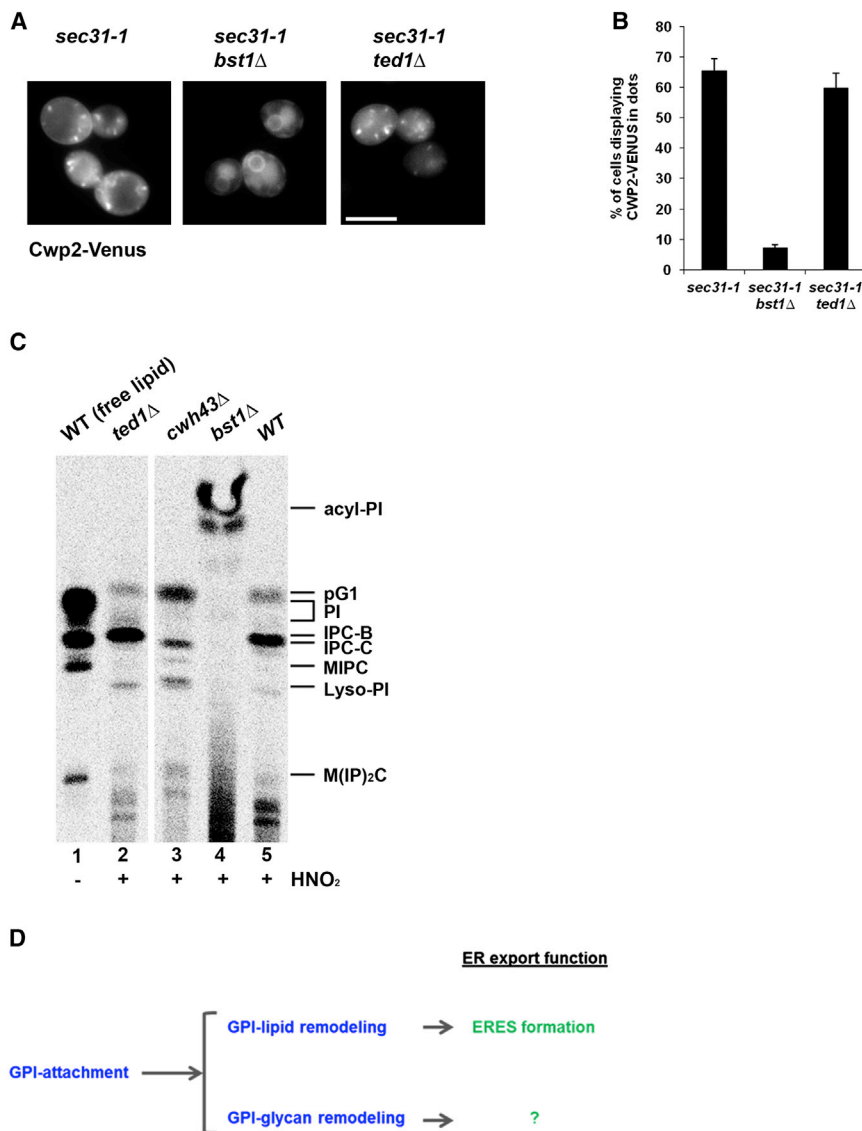 A
sec31-1
sec31-1
bst1Δ
sec31-1
ted1Δ
Cwp2-Venus
B
% of cells displaying
CWP2-VENUS in dots
80
70
60
50
40
30
20
10
0
sec31-1
sec31-1
bst1Δ
sec31-1
ted1Δ
C
WT (free lipid)
ted1Δ
cwh43Δ
bst1Δ
WT
acyl-PI
pG1
PI
IPC-B
IPC-C
MIPC
Lyso-PI
M(IP)₂C
1 2 3 4 5
- + + + + HNO₂
D
ER export function
GPI-lipid remodeling
ERES formation
GPI-attachment
GPI-glycan remodeling
?